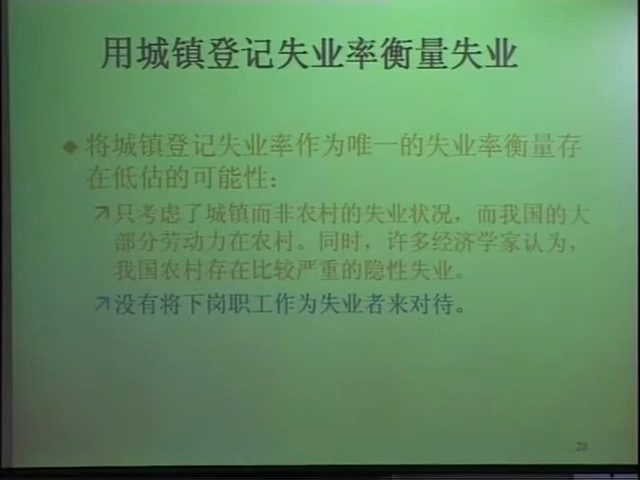 用城镇登记失业率衡量失业
将城镇登记失业率作为唯一的失业率衡量存
在低估的可能性：
只考虑了城镇而非农村的失业状况，而我国的大
部分劳动力在农村。同时，许多经济学家认为，
我国农村存在比较严重的隐性失业。
没有将下岗职工作为失业者来对待。